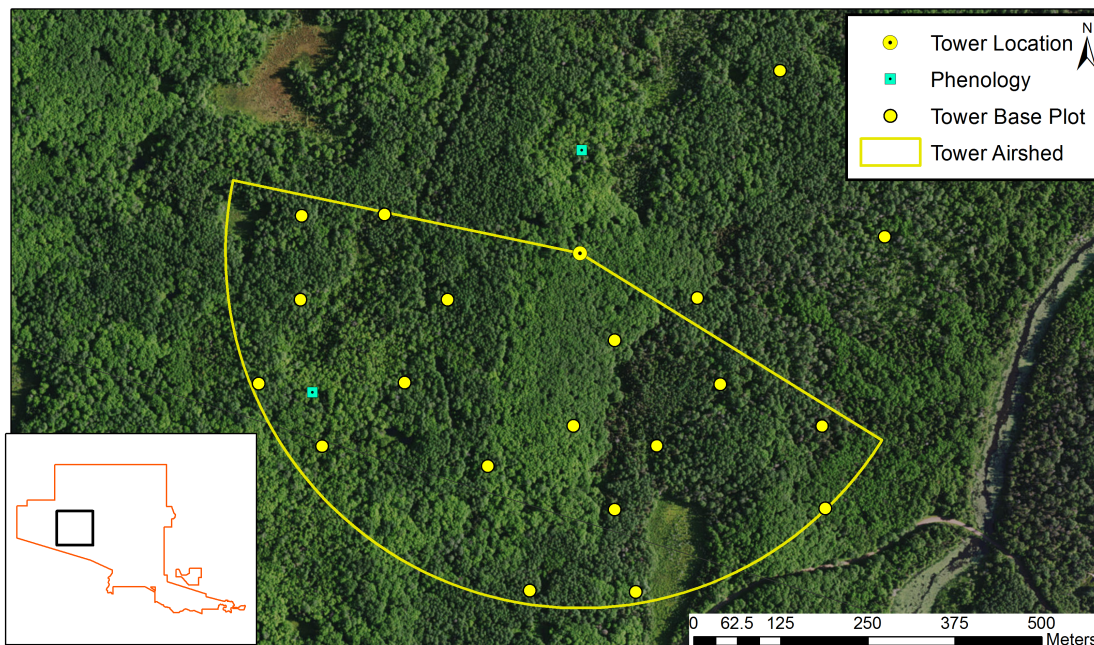 Tower Location
N
Phenology
Tower Base Plot
Tower Airshed
0 62.5 125 250 375 500
Meters